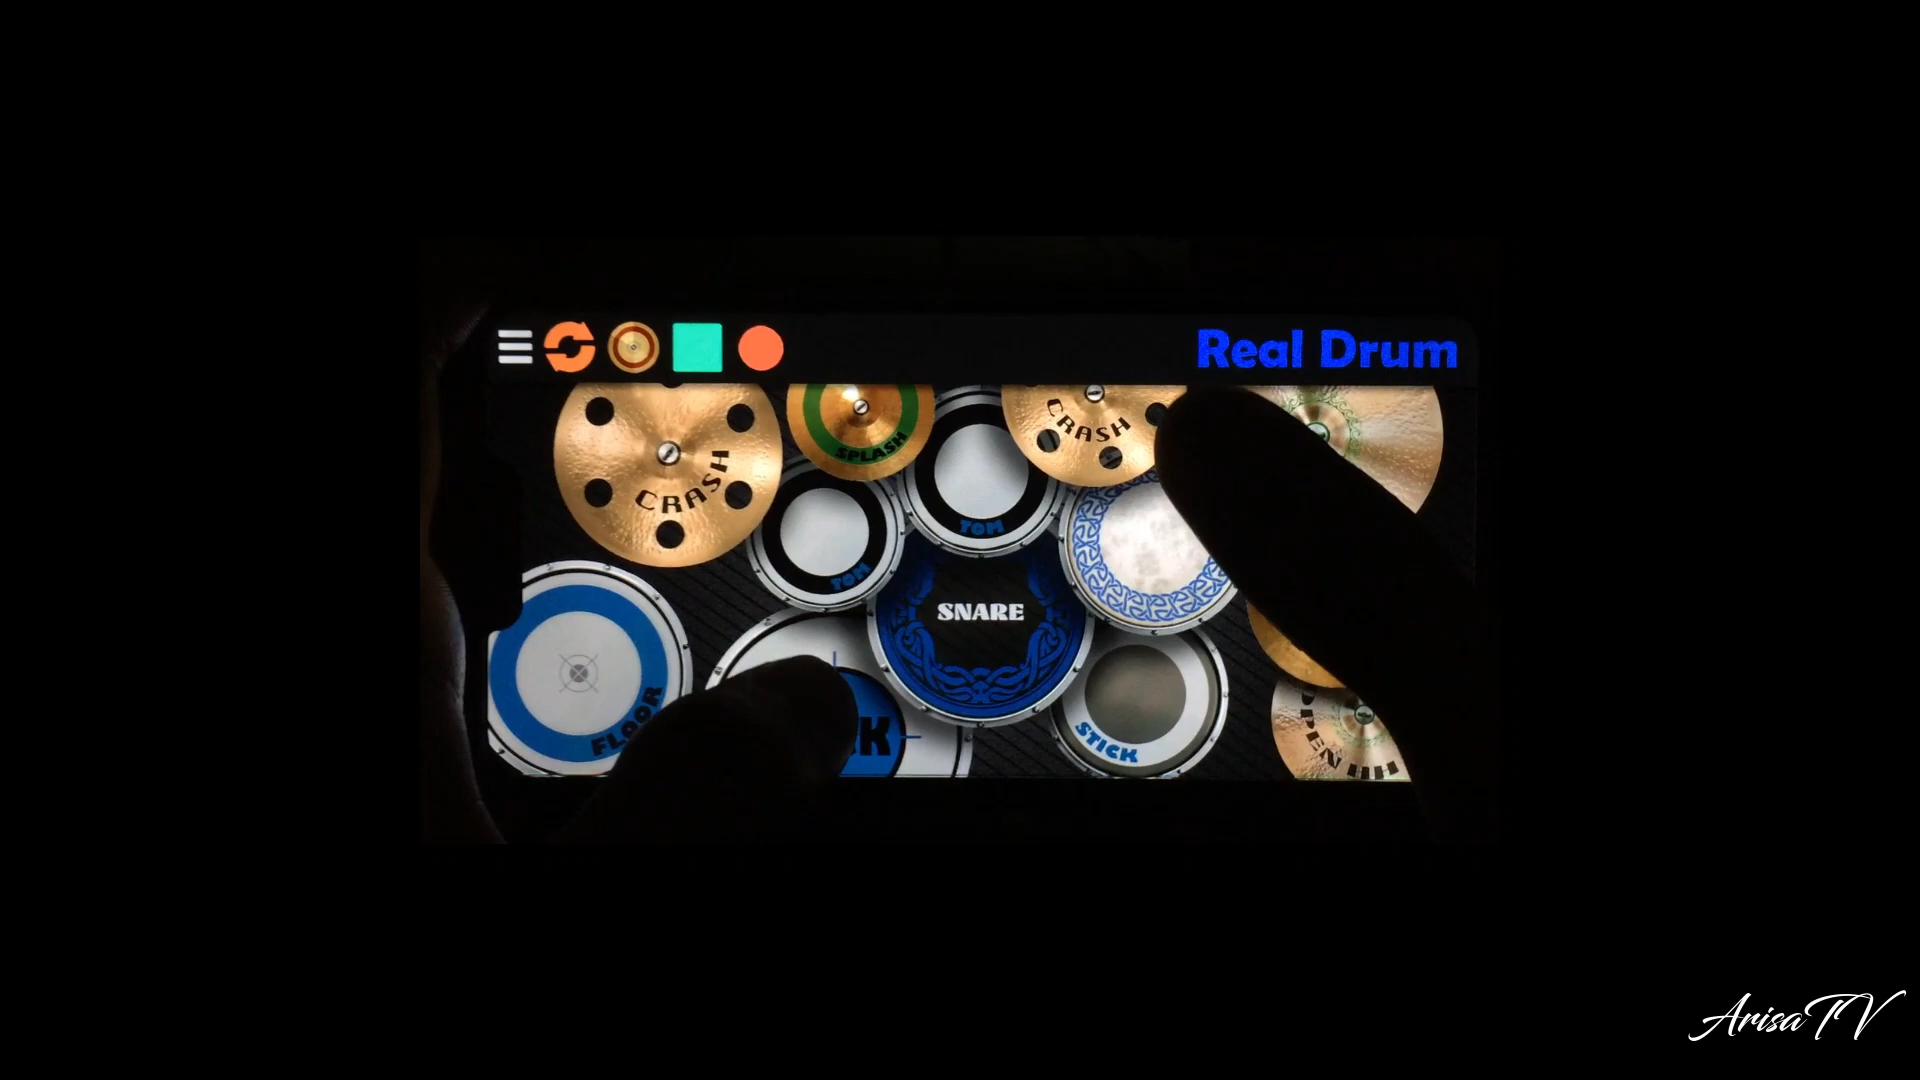 Real Drum
CRASH
SPLASH
CRASH
TOM
TOM
SNARE
FLOOR
K
STICK
OPEN HH
ArisaTV